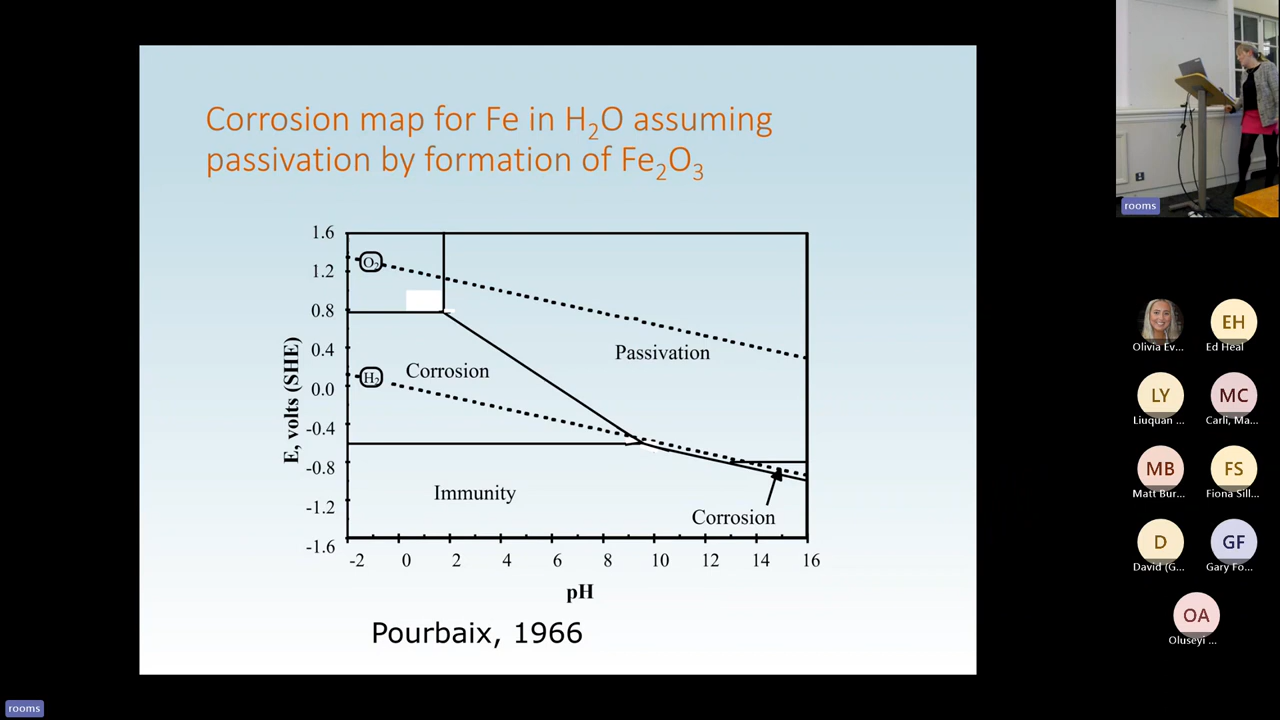 Corrosion map for Fe in H₂O assuming
passivation by formation of Fe₂O₃
1.6
1.2
0.8
0.4
0.0
-0.4
-0.8
-1.2
-1.6
E, volts (SHE)
O₂
H₂
Corrosion
Passivation
Immunity
Corrosion
-2 0 2 4 6 8 10 12 14 16
pH
Pourbaix, 1966
rooms
Olivia Ev...
EH
Ed Heal
LY
Liuquan ...
MC
Carli, Ma...
MB
Matt Bur...
FS
Fiona Sill...
D
David (G...
GF
Gary Fo...
OA
Oluseyi ...
rooms